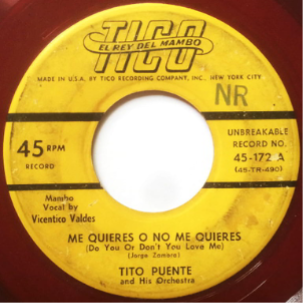 TICO
EL REY DEL MAMBO
MADE IN U.S.A. BY TICO RECORDING COMPANY, INC., NEW YORK CITY
NR
45 RPM
RECORD
UNBREAKABLE
RECORD NO.
45-172 A
(45-TR-490)
Mambo
Vocal by
Vicentico Valdes
ME QUIERES O NO ME QUIERES
(Do You Or Don't You Love Me)
(Jorge Zamora)
TITO PUENTE
and His Orchestra